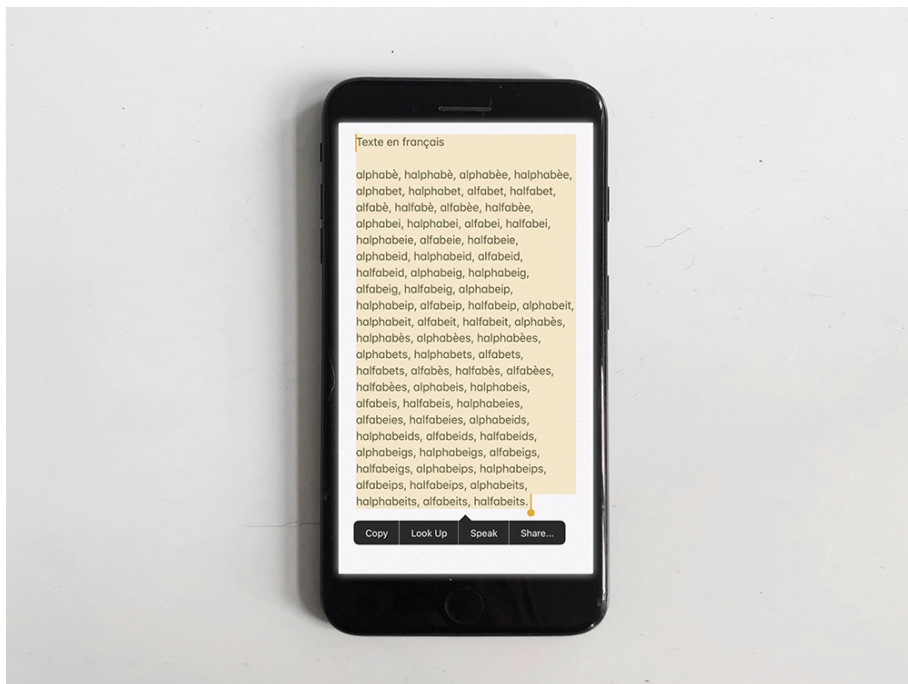 Texte en français
alphabè, halphabè, alphabèe, halphabèe,
alphabet, halphabet, alfabet, halfabet,
alfabè, halfabè, alfabèe, halfabèe,
alphabei, halphabei, alfabei, halfabei,
halphabeie, alfabeie, halfabeie,
alphabeid, halphabeid, alfabeid,
halfabeid, alphabeig, halphabeig,
alfabeig, halfabeig, alphabeip,
halphabeip, alfabeip, halfabeip, alphabeit,
halphabeit, alfabeit, halfabeit, alphabès,
halphabès, alphabèes, halphabèes,
alphabets, halphabets, alfabets,
halfabets, alfabès, halfabès, alfabèes,
halfabèes, alphabeis, halphabeis,
alfabeis, halfabeis, halphabeies,
alfabeies, halfabeies, alphabeids,
halphabeids, alfabeids, halfabeids,
alphabeigs, halphabeigs, alfabeigs,
halfabeigs, alphabeips, halphabeips,
alfabeips, halfabeips, alphabeits,
halphabeits, alfabeits, halfabeits.
Copy Look Up Speak Share...